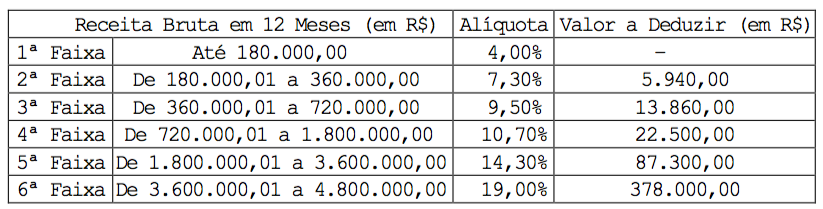 Receita Bruta em 12 Meses (em R$) Alíquota Valor a Deduzir (em R$)
1ª Faixa Até 180.000,00 4,00% –
2ª Faixa De 180.000,01 a 360.000,00 7,30% 5.940,00
3ª Faixa De 360.000,01 a 720.000,00 9,50% 13.860,00
4ª Faixa De 720.000,01 a 1.800.000,00 10,70% 22.500,00
5ª Faixa De 1.800.000,01 a 3.600.000,00 14,30% 87.300,00
6ª Faixa De 3.600.000,01 a 4.800.000,00 19,00% 378.000,00